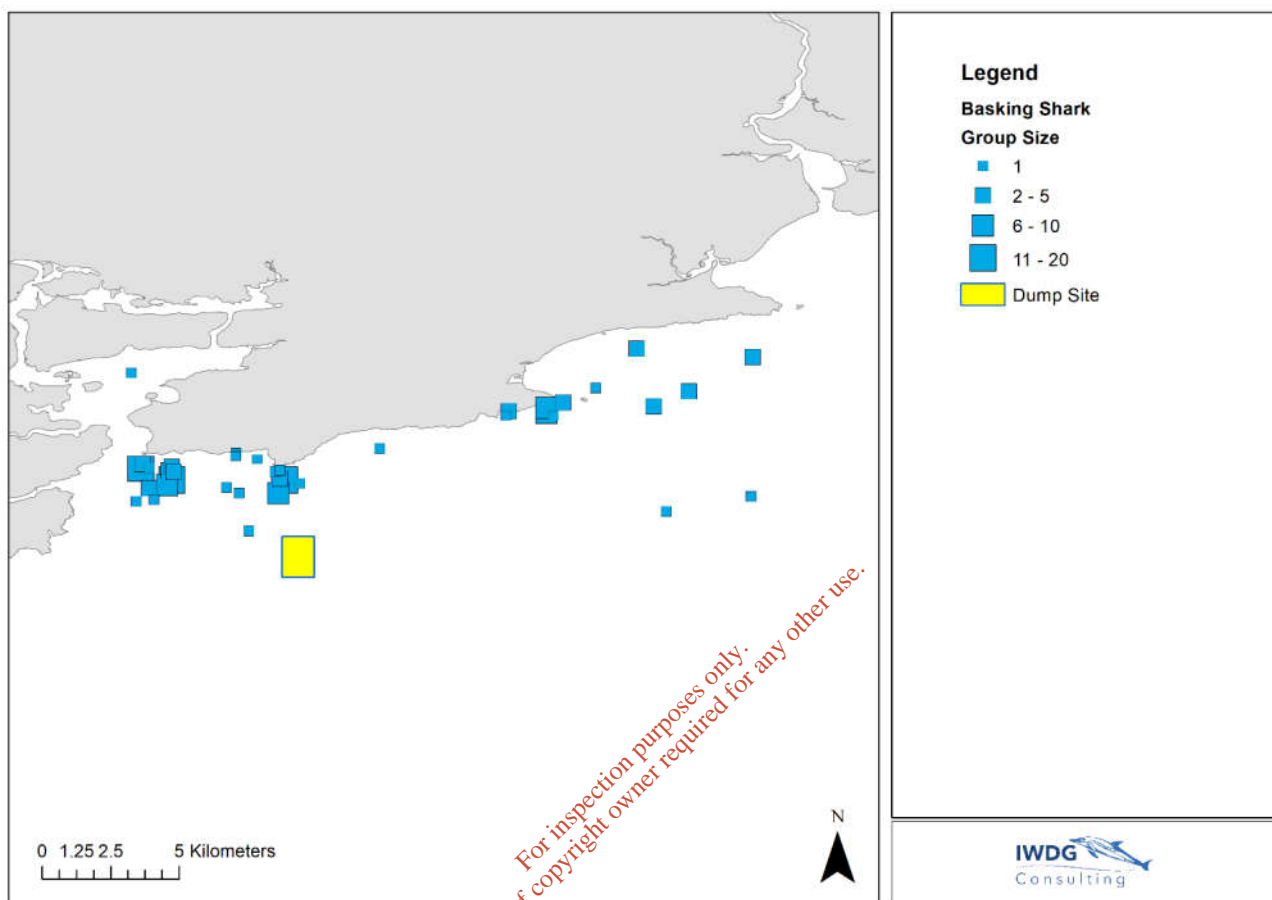 Legend
Basking Shark
Group Size
1
2 - 5
6 - 10
11 - 20
Dump Site
For inspection purposes only.
copyright owner required for any other use.
N
0 1.25 2.5 5 Kilometers
IWDG
Consulting